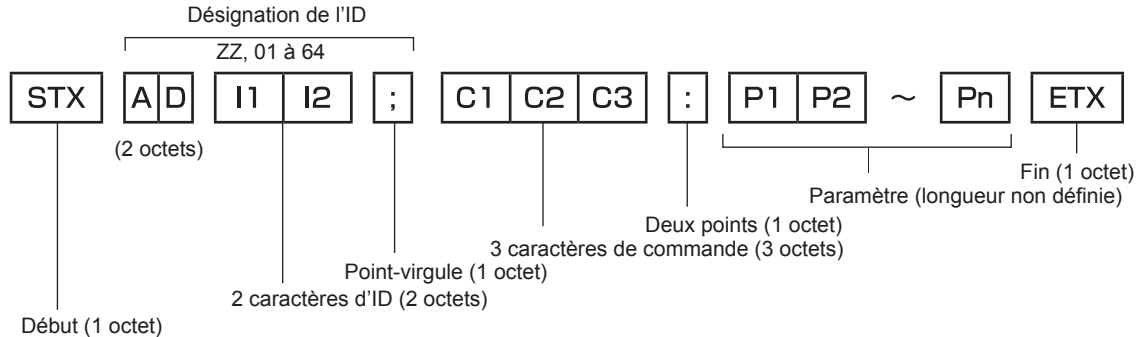 Désignation de l'ID
ZZ, 01 à 64
STX A D I1 I2 ; C1 C2 C3 : P1 P2 ～ Pn ETX
(2 octets)
Fin (1 octet)
Paramètre (longueur non définie)
Deux points (1 octet)
3 caractères de commande (3 octets)
Point-virgule (1 octet)
2 caractères d'ID (2 octets)
Début (1 octet)